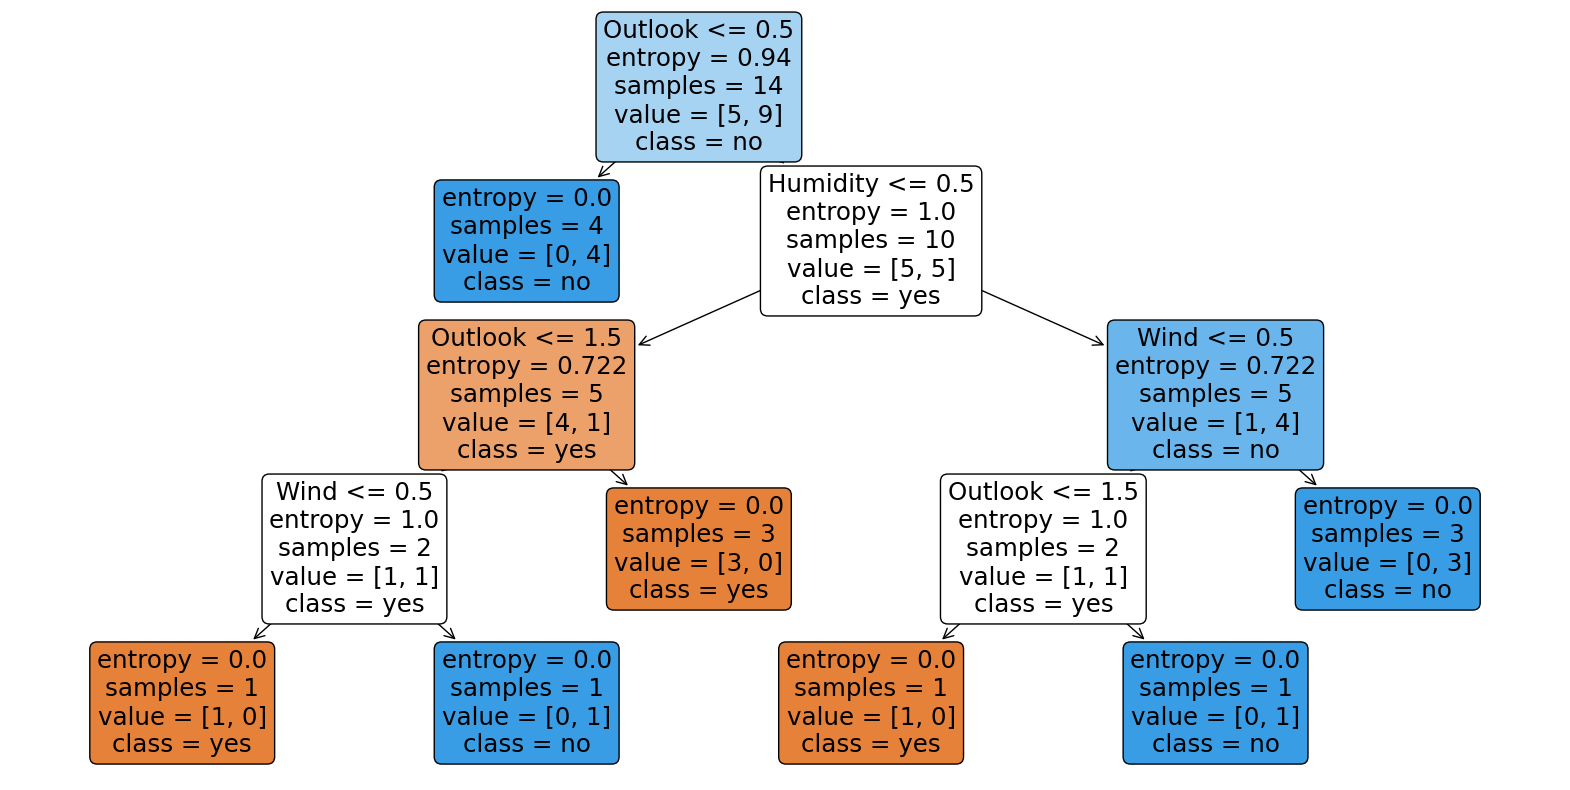 Outlook <= 0.5
entropy = 0.94
samples = 14
value = [5, 9]
class = no
entropy = 0.0
samples = 4
value = [0, 4]
class = no
Humidity <= 0.5
entropy = 1.0
samples = 10
value = [5, 5]
class = yes
Outlook <= 1.5
entropy = 0.722
samples = 5
value = [4, 1]
class = yes
Wind <= 0.5
entropy = 0.722
samples = 5
value = [1, 4]
class = no
Wind <= 0.5
entropy = 1.0
samples = 2
value = [1, 1]
class = yes
entropy = 0.0
samples = 3
value = [3, 0]
class = yes
Outlook <= 1.5
entropy = 1.0
samples = 2
value = [1, 1]
class = yes
entropy = 0.0
samples = 3
value = [0, 3]
class = no
entropy = 0.0
samples = 1
value = [1, 0]
class = yes
entropy = 0.0
samples = 1
value = [0, 1]
class = no
entropy = 0.0
samples = 1
value = [1, 0]
class = yes
entropy = 0.0
samples = 1
value = [0, 1]
class = no